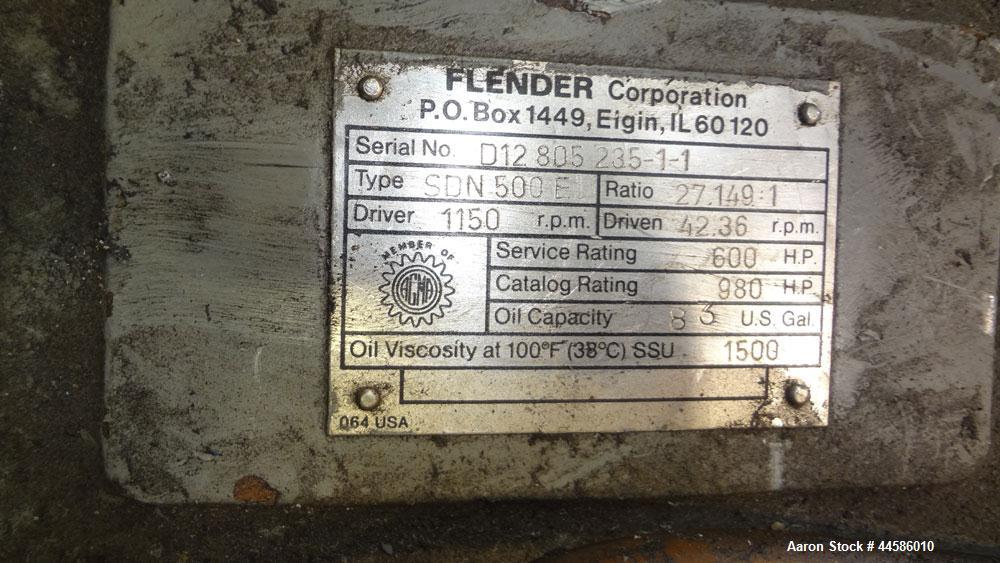 FLENDER Corporation
P.O. Box 1449, Elgin, IL 60120
Serial No. D12 805 235-1-1
Type SDN 500 E Ratio 27.149:1
Driver 1150 r.p.m. Driven 42.36 r.p.m.
MEMBER OF
AGMA
Service Rating 600 H.P.
Catalog Rating 980 H.P.
Oil Capacity 83 U.S. Gal.
Oil Viscosity at 100°F (38°C) SSU 1500
064 USA
Aaron Stock # 44586010